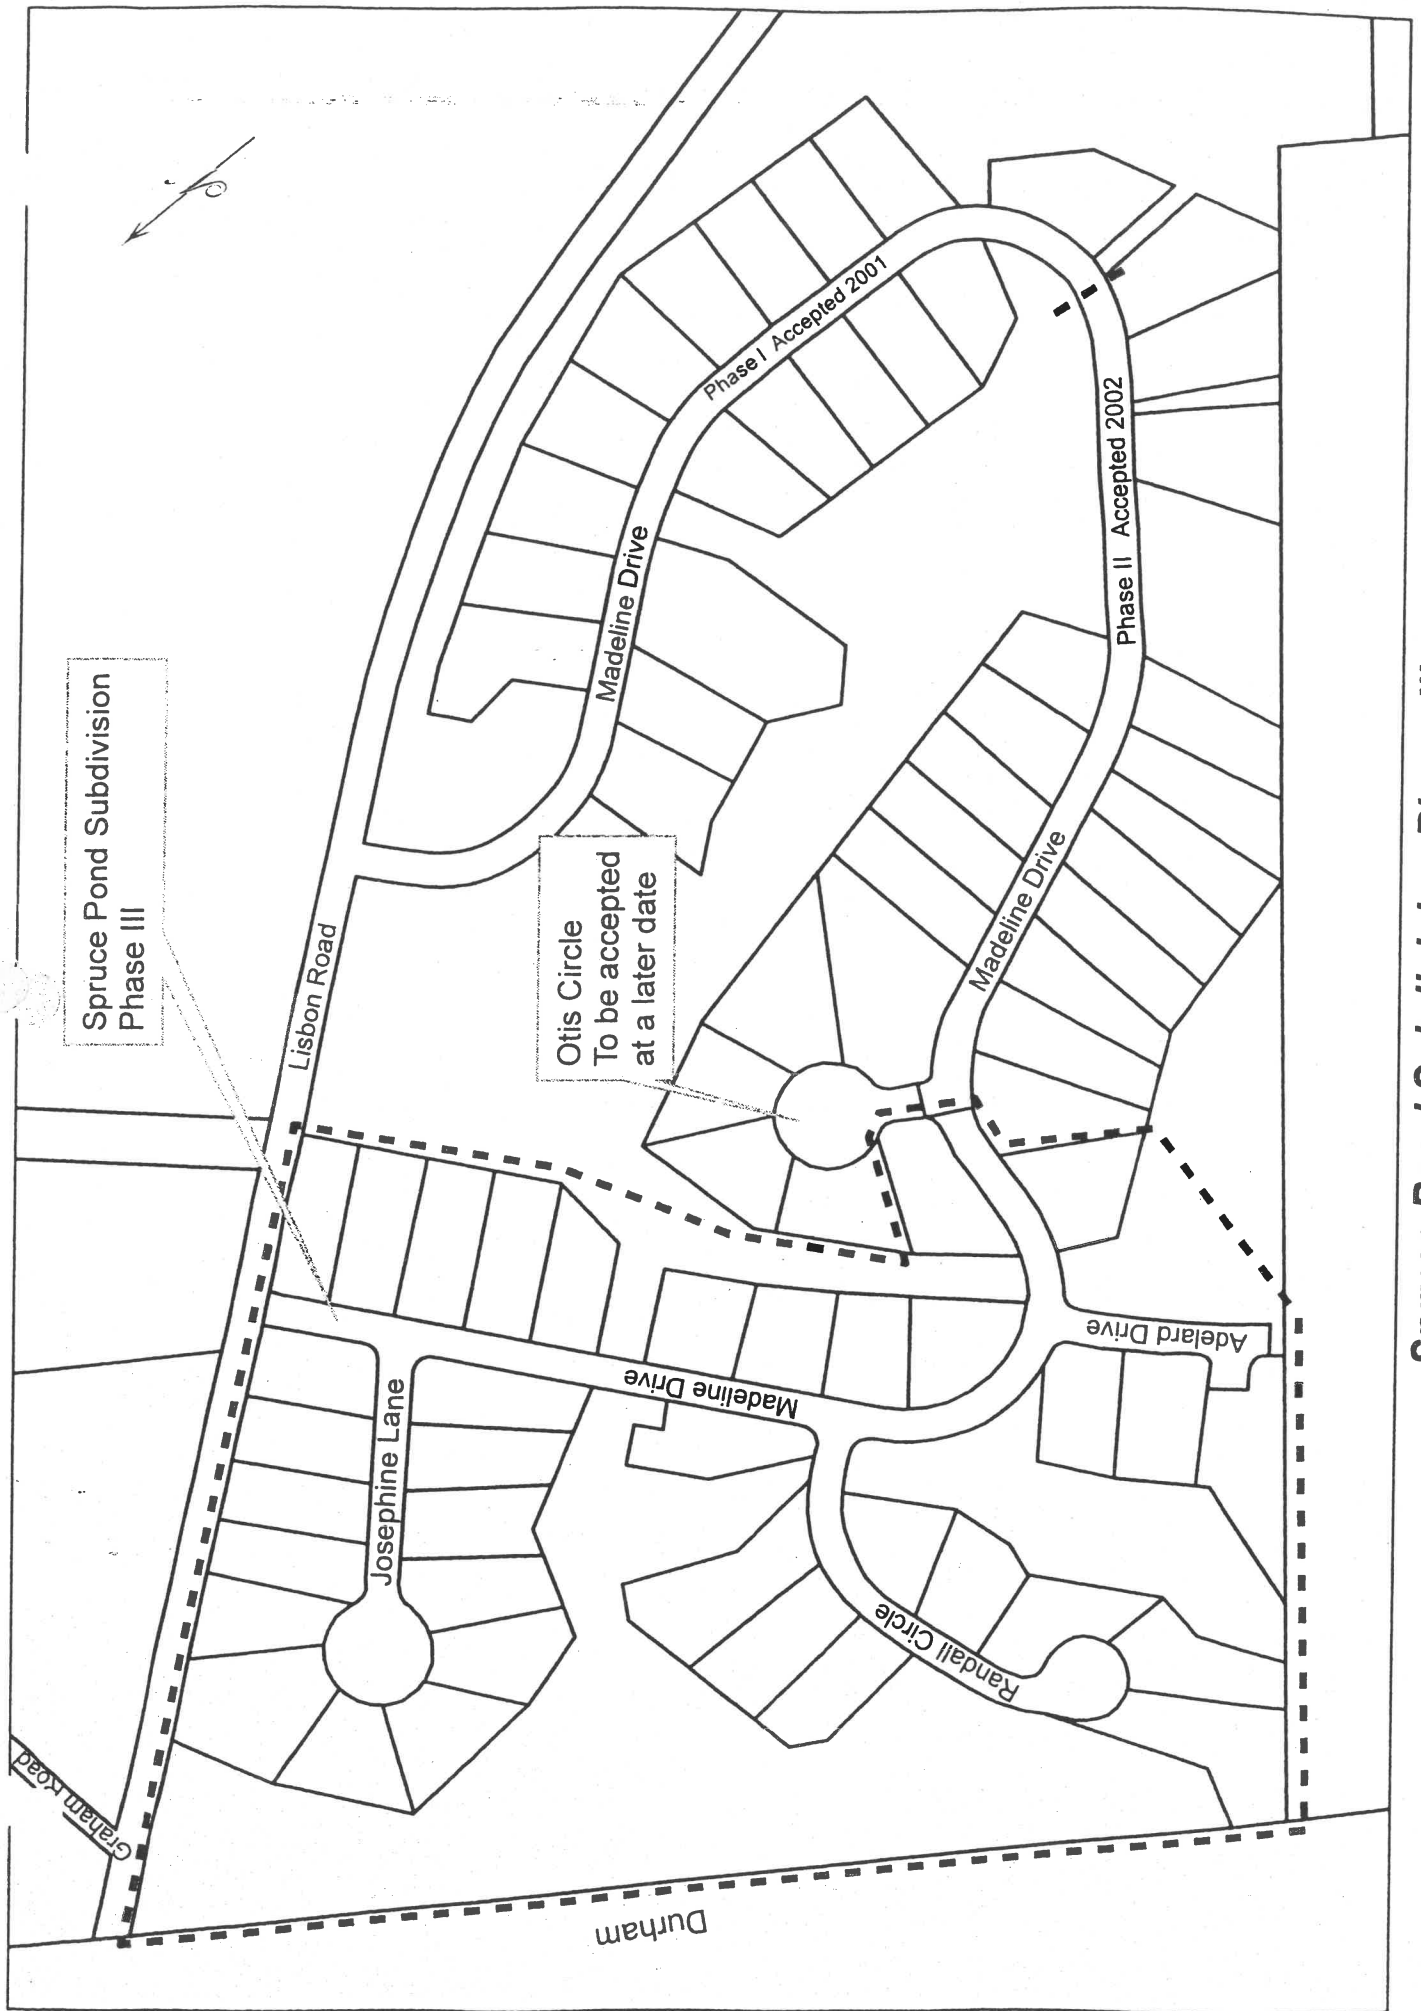 Spruce Pond Subdivision
Phase III
Lisbon Road
Otis Circle
To be accepted
at a later date
Madeline Drive
Phase I Accepted 2001
Phase II Accepted 2002
Madeline Drive
Madeline Drive
Adelard Drive
Josephine Lane
Randall Circle
Graham Road
Durham